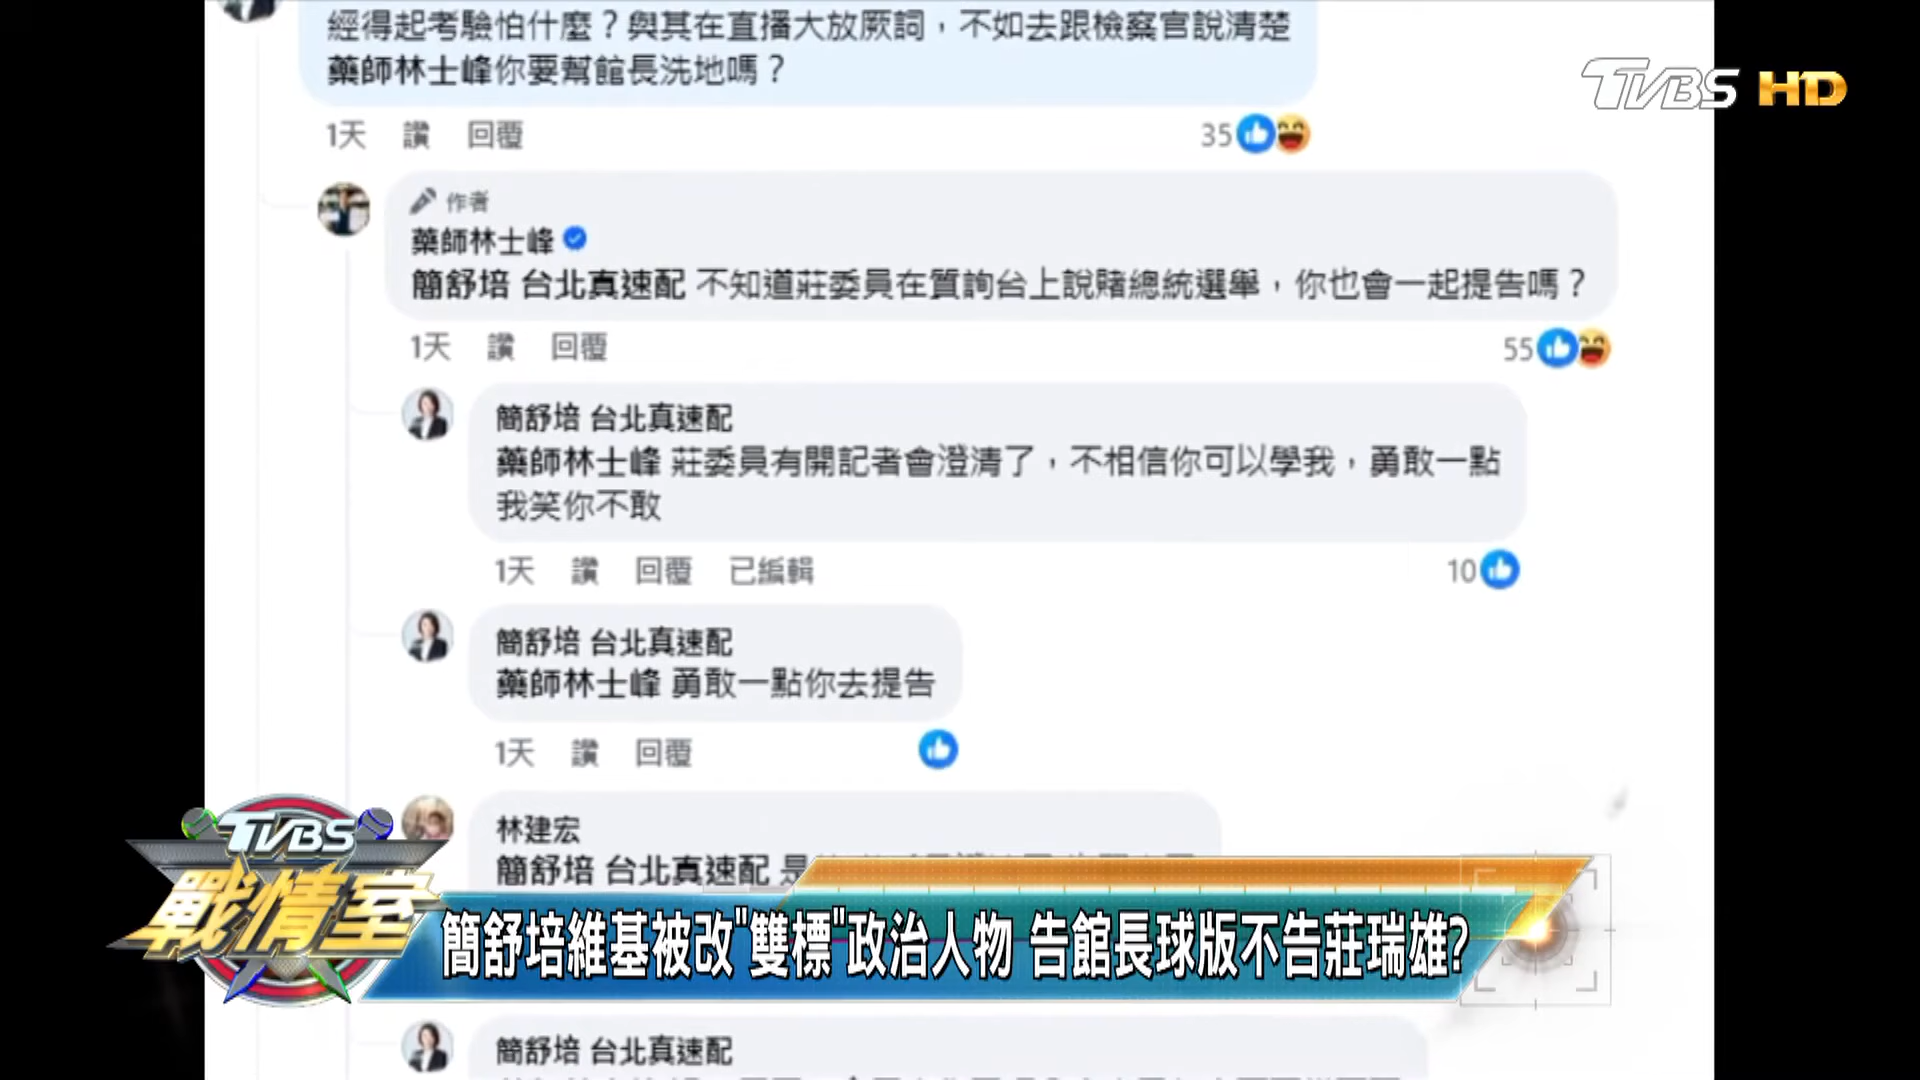 經得起考驗怕什麼？與其在直播大放厥詞，不如去跟檢察官說清楚
藥師林士峰你要幫館長洗地嗎？
TVBS HD
1天 讚 回覆
35
作者
藥師林士峰
簡舒培 台北真速配 不知道莊委員在質詢台上說賭總統選舉，你也會一起提告嗎？
1天 讚 回覆
55
簡舒培 台北真速配
藥師林士峰 莊委員有開記者會澄清了，不相信你可以學我，勇敢一點
我笑你不敢
1天 讚 回覆 已編輯
10
簡舒培 台北真速配
藥師林士峰 勇敢一點你去提告
1天 讚 回覆
林建宏
簡舒培 台北真速配 是
TVBS
戰情室
簡舒培維基被改"雙標"政治人物 告館長球版不告莊瑞雄?
簡舒培 台北真速配